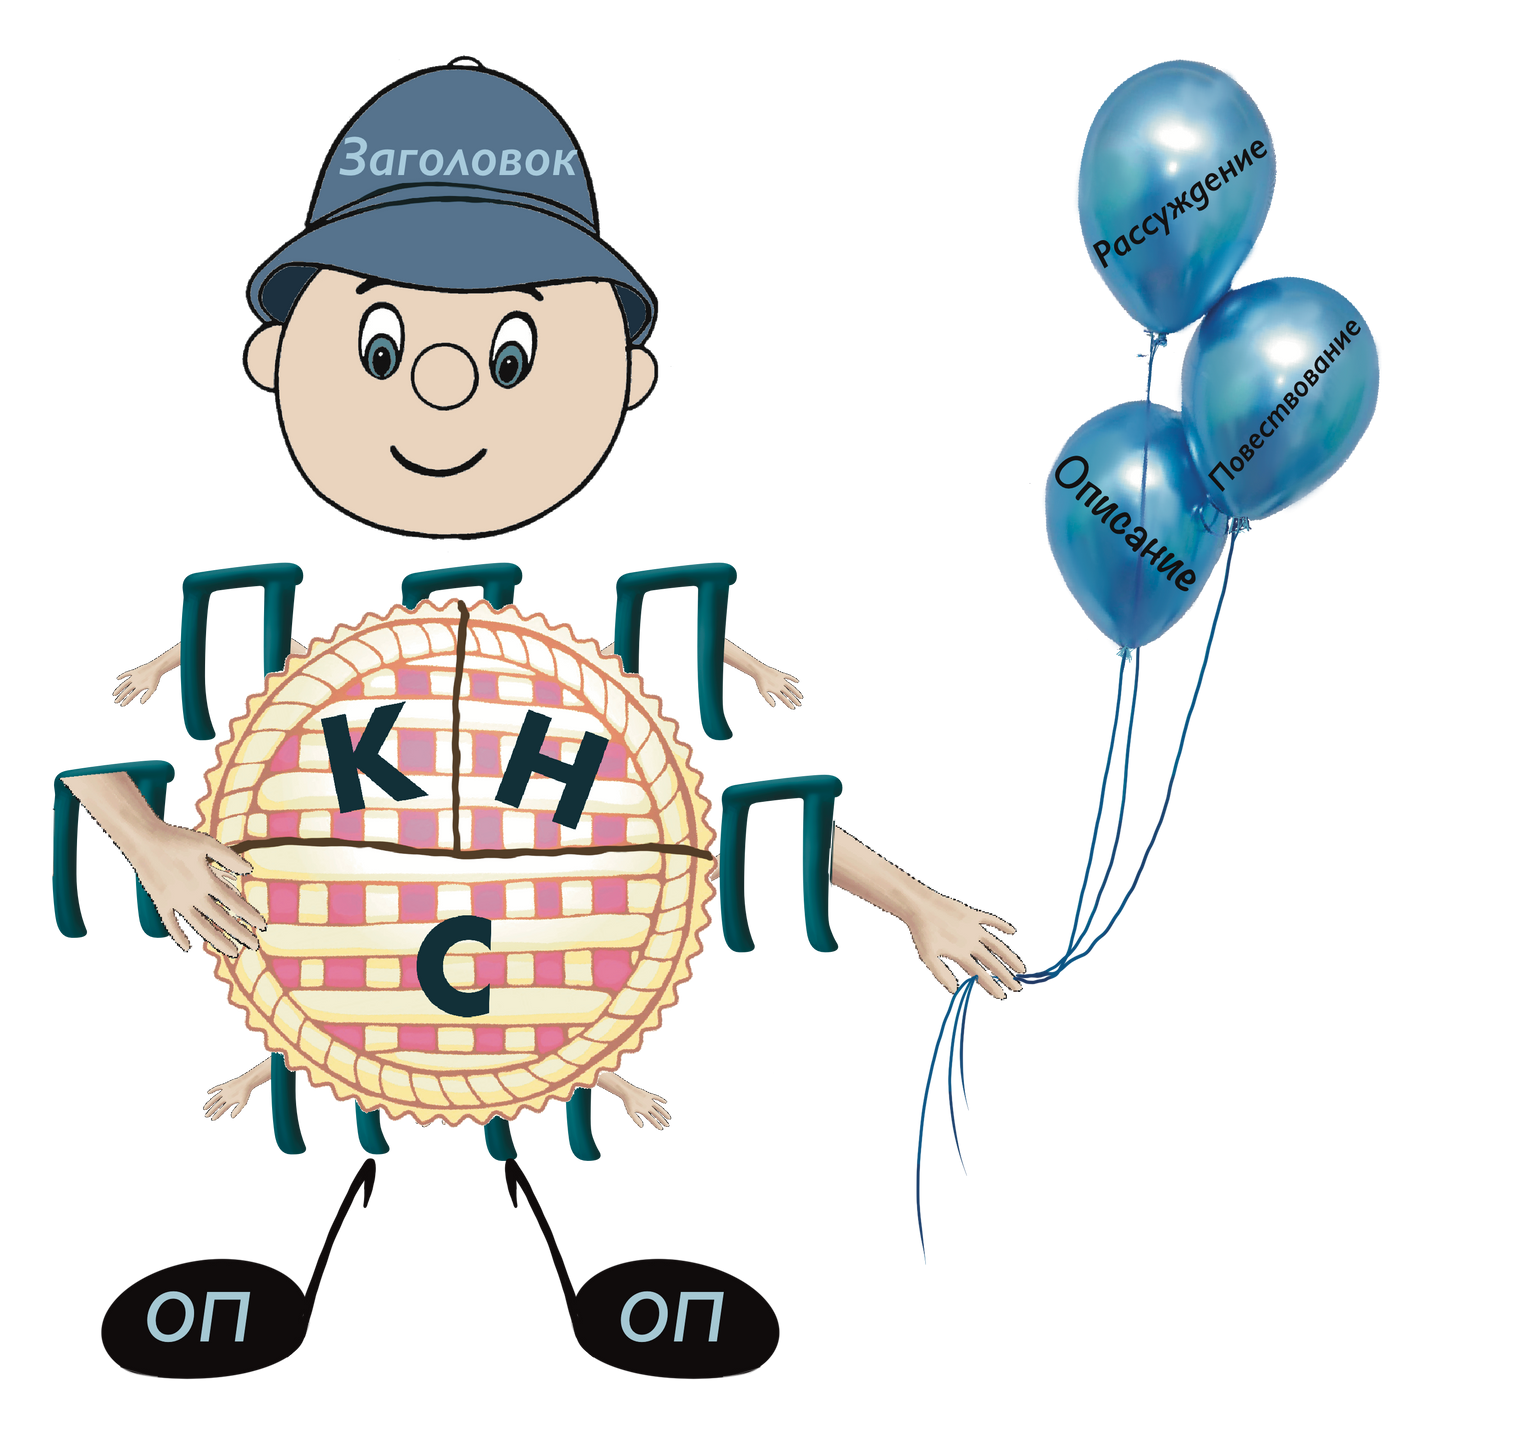 Заголовок
Рассуждение
Повествование
Описание
П П П
К Н
П П
С
П П
ОП ОП